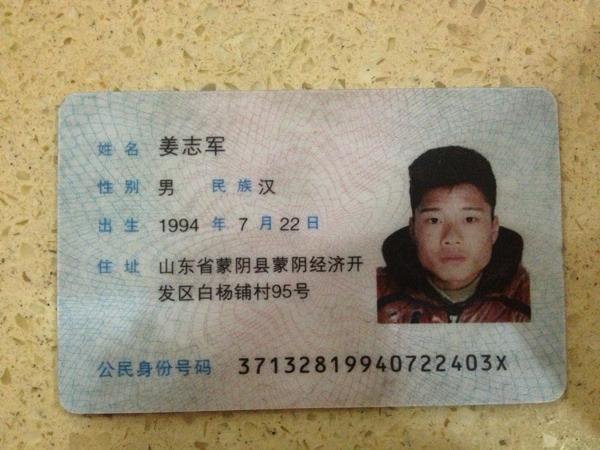 姓名 姜志军
性别 男 民族 汉
出生 1994 年 7 月 22 日
住址 山东省蒙阴县蒙阴经济开
发区白杨铺村95号
公民身份号码 37132819940722403X